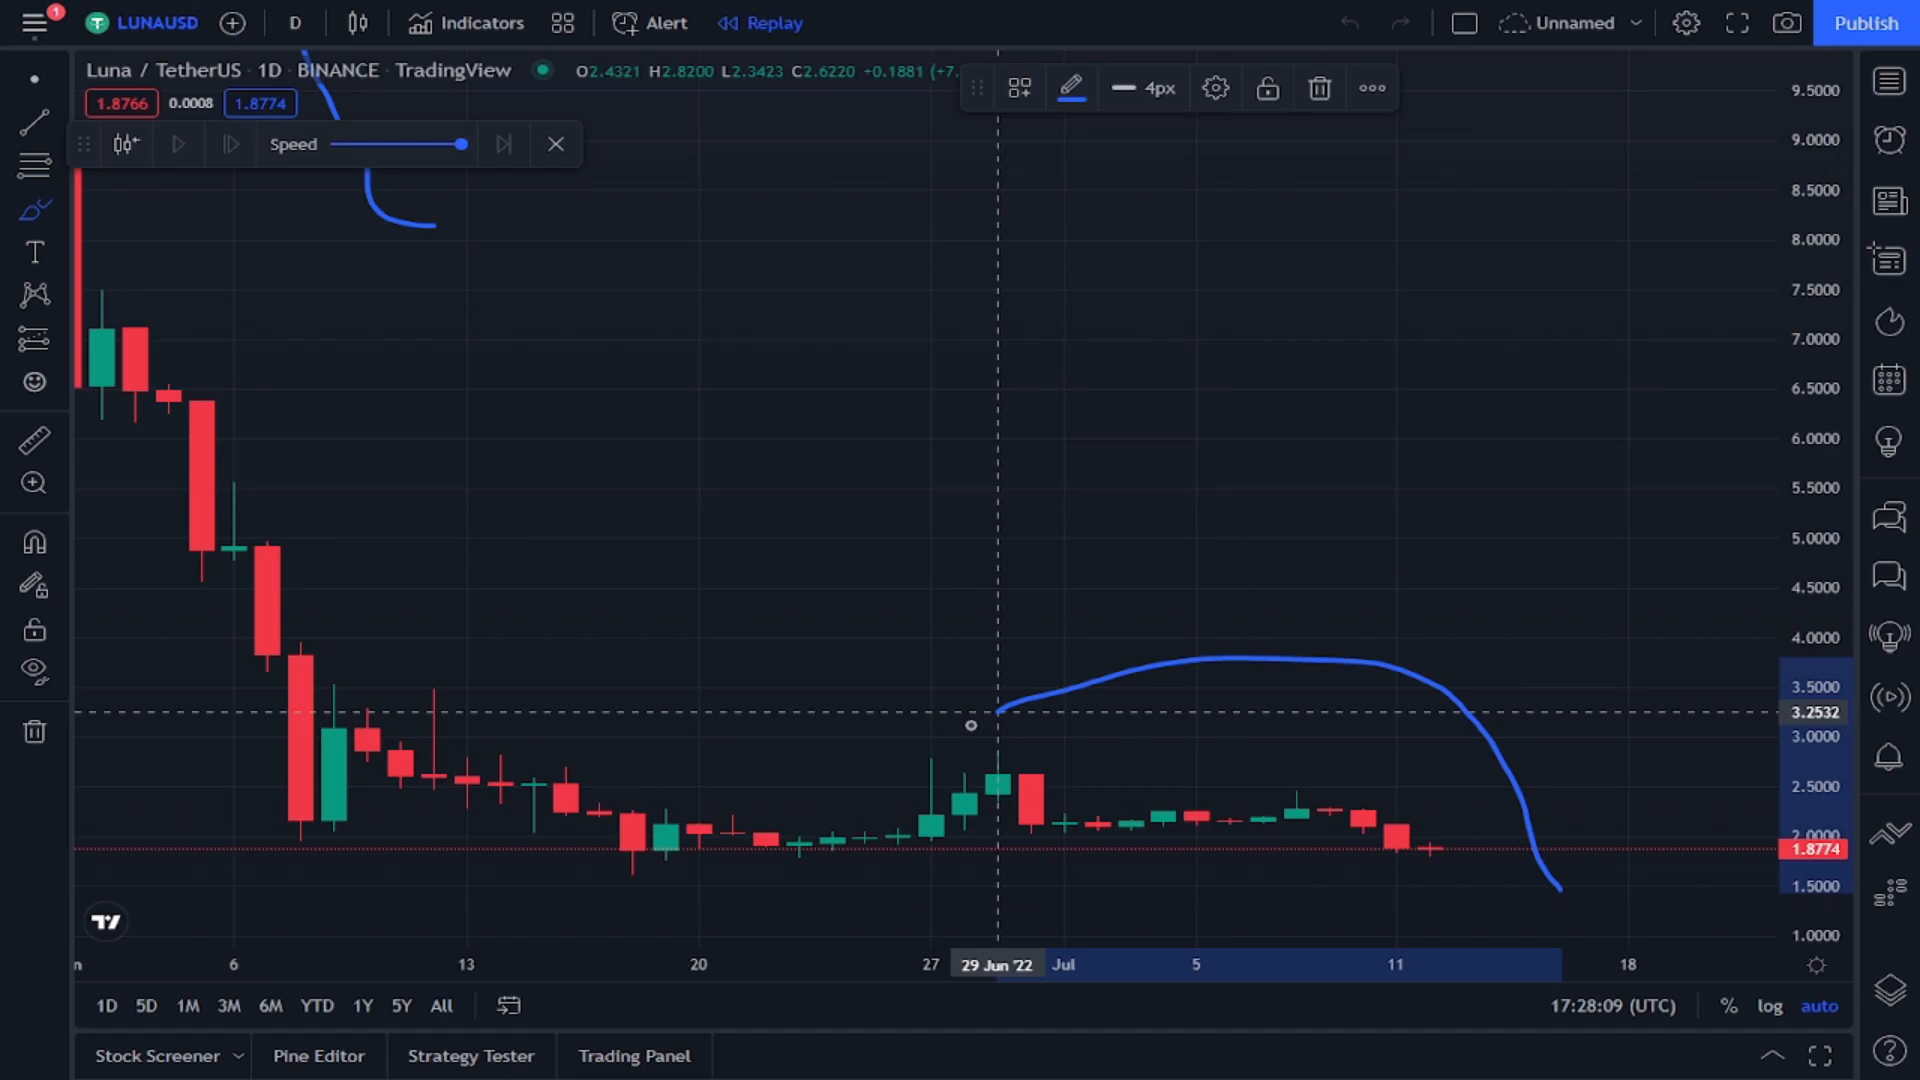 1 LUNAUSD D Indicators Alert Replay Unnamed Publish
Luna / TetherUS · 1D · BINANCE · TradingView O2.4321 H2.8200 L2.3423 C2.6220 +0.1881 (+7.
4px
1.8766 0.0008 1.8774
Speed
9.5000
9.0000
8.5000
8.0000
7.5000
7.0000
6.5000
6.0000
5.5000
5.0000
4.5000
4.0000
3.5000
3.2532
3.0000
2.5000
2.0000
1.8774
1.5000
1.0000
6 13 20 27 29 Jun '22 Jul 5 11 18
1D 5D 1M 3M 6M YTD 1Y 5Y All 17:28:09 (UTC) % log auto
Stock Screener Pine Editor Strategy Tester Trading Panel